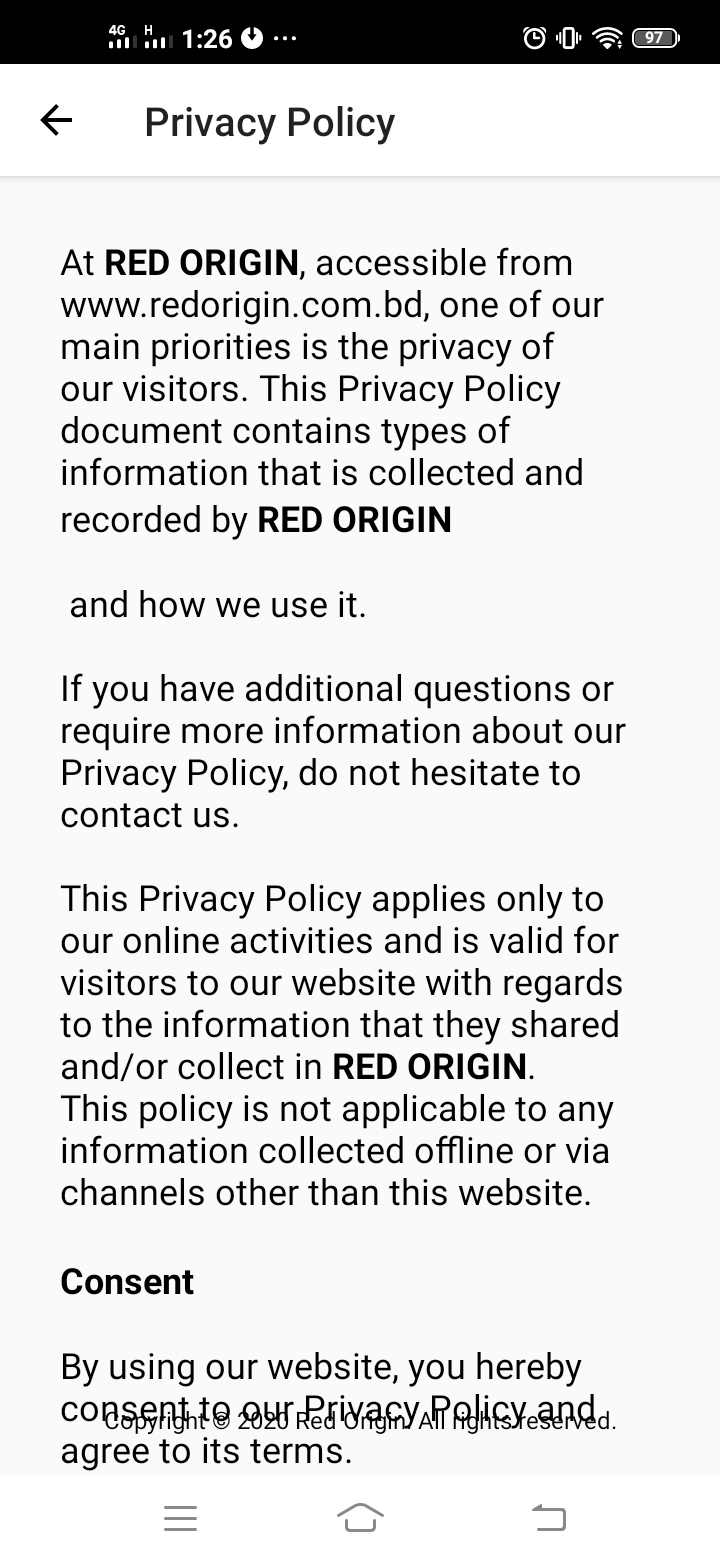 4G H 1:26 97
Privacy Policy
At RED ORIGIN, accessible from
www.redorigin.com.bd, one of our
main priorities is the privacy of
our visitors. This Privacy Policy
document contains types of
information that is collected and
recorded by RED ORIGIN
and how we use it.
If you have additional questions or
require more information about our
Privacy Policy, do not hesitate to
contact us.
This Privacy Policy applies only to
our online activities and is valid for
visitors to our website with regards
to the information that they shared
and/or collect in RED ORIGIN.
This policy is not applicable to any
information collected offline or via
channels other than this website.
Consent
By using our website, you hereby
consent to our Privacy Policy and
Copyright © 2020 Red Origin. All rights reserved.
agree to its terms.